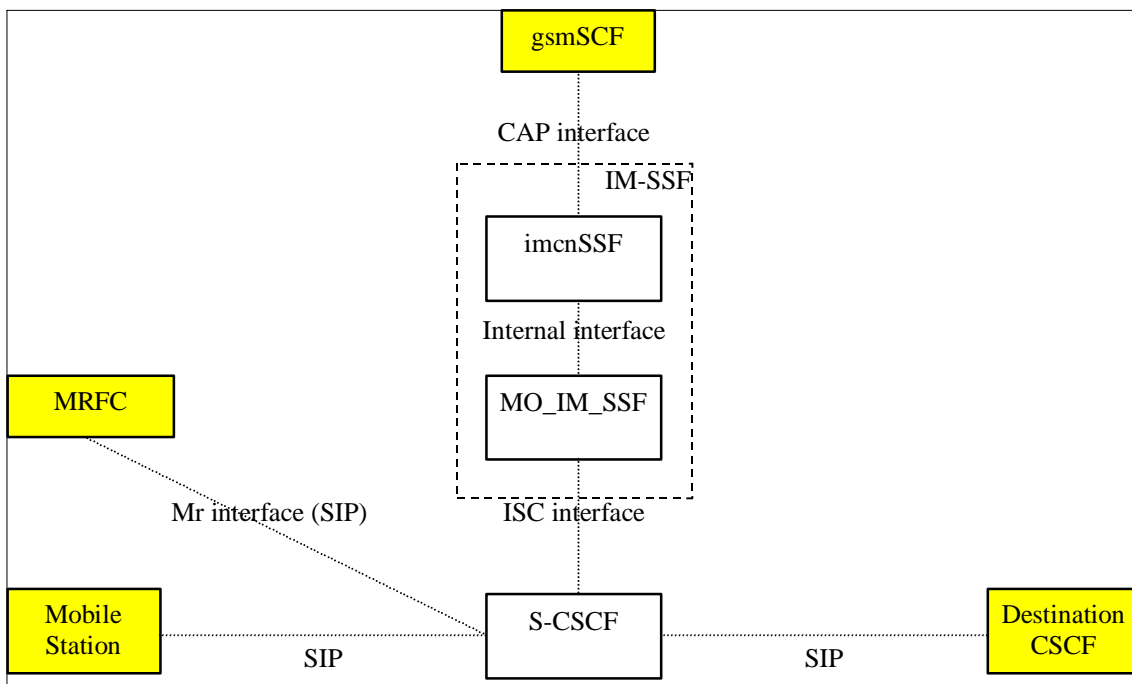 gsmSCF
CAP interface
IM-SSF
imcnSSF
Internal interface
MRFC
MO_IM_SSF
Mr interface (SIP)
ISC interface
Mobile
Station
SIP
S-CSCF
SIP
Destination
CSCF